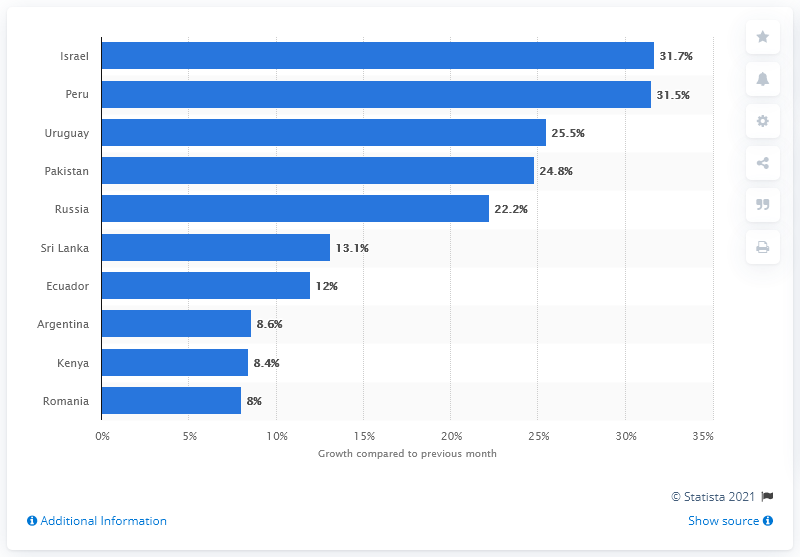 Israel 31.7%
Peru 31.5%
Uruguay 25.5%
Pakistan 24.8%
Russia 22.2%
Sri Lanka 13.1%
Ecuador 12%
Argentina 8.6%
Kenya 8.4%
Romania 8%
0% 5% 10% 15% 20% 25% 30% 35%
Growth compared to previous month
© Statista 2021
Additional Information Show source